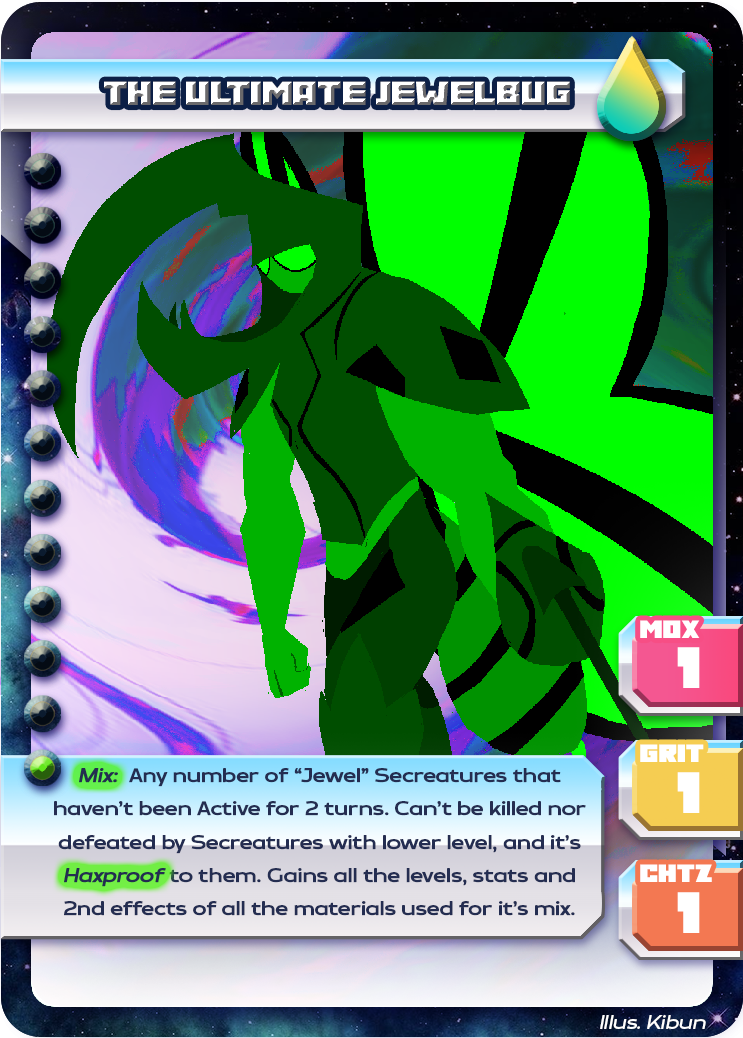 THE ULTIMATE JEWELBUG
MOX
1
GRIT
1
CHTZ
1
Mix: Any number of “Jewel” Secreatures that
haven’t been Active for 2 turns. Can’t be killed nor
defeated by Secreatures with lower level, and it’s
Haxproof to them. Gains all the levels, stats and
2nd effects of all the materials used for it’s mix.
Illus. Kibun